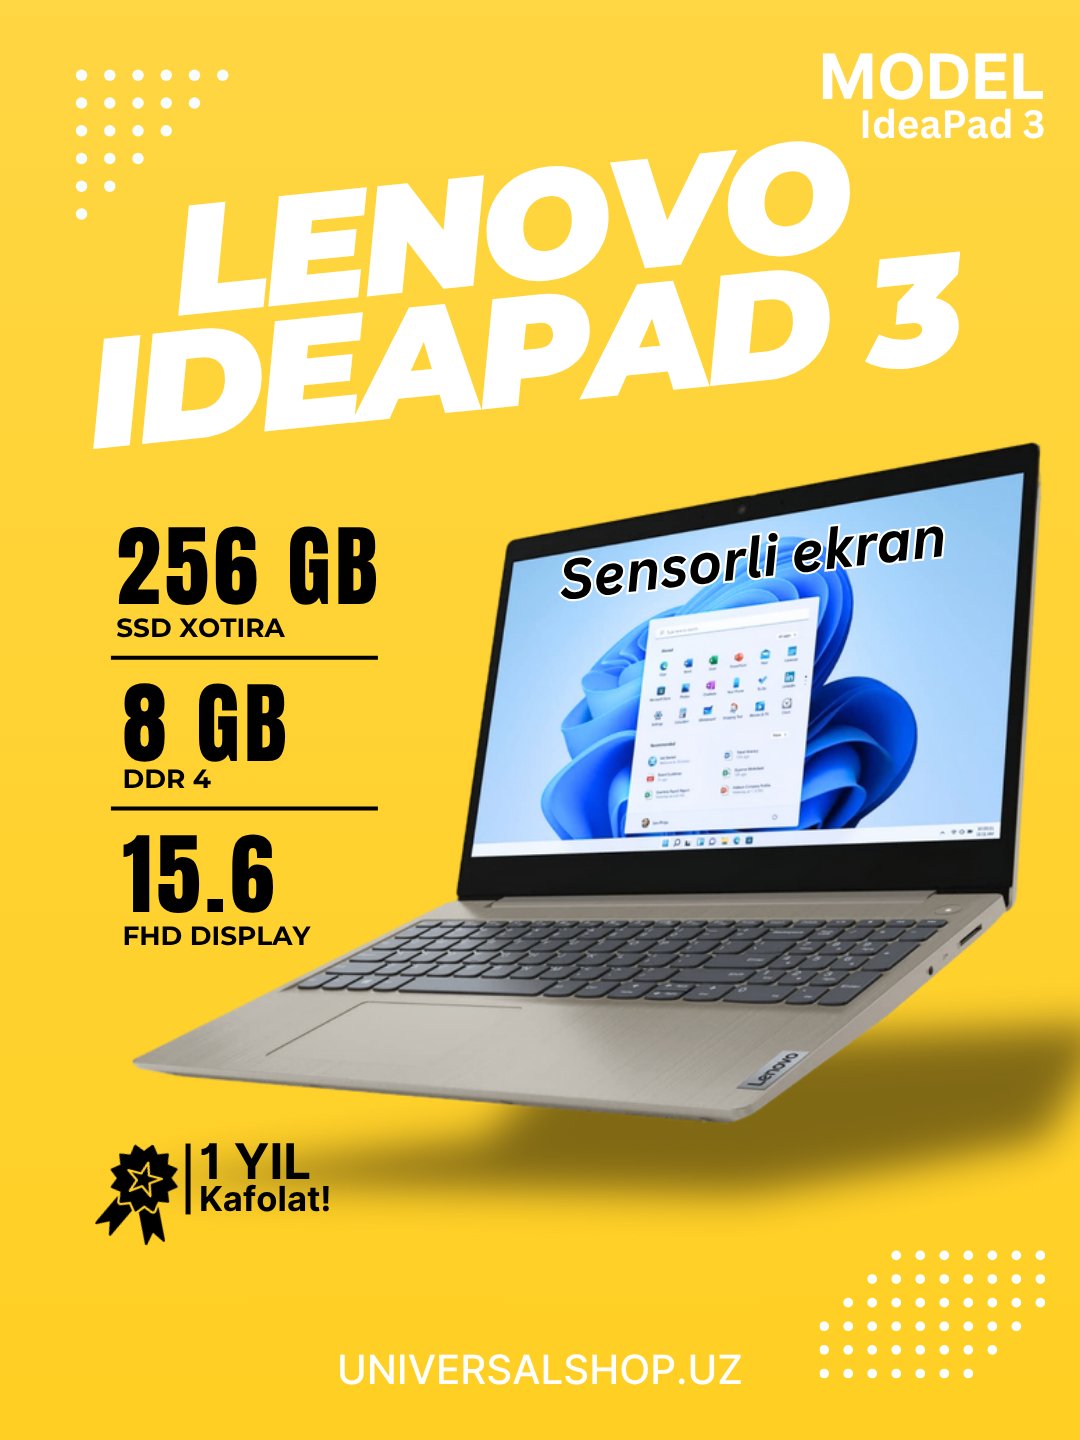 MODEL
IdeaPad 3
LENOVO
IDEAPAD 3
256 GB
SSD XOTIRA
8 GB
DDR 4
15.6
FHD DISPLAY
Sensorli ekran
Lenovo
1 YIL
Kafolat!
UNIVERSALSHOP.UZ